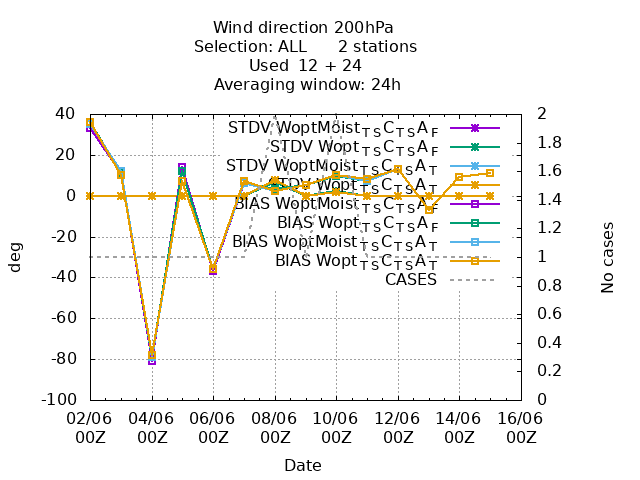 Wind direction 200hPa
Selection: ALL 2 stations
Used 12 + 24
Averaging window: 24h
40
20
0
-20
-40
-60
-80
-100
deg
2
1.8
1.6
1.4
1.2
1
0.8
0.6
0.4
0.2
0
No cases
STDV WoptMoist_TS C_TS A_F
STDV Wopt_TS C_TS A_F
STDV WoptMoist_TS C_TS A_T
STDV Wopt_TS C_TS A_T
BIAS WoptMoist_TS C_TS A_F
BIAS Wopt_TS C_TS A_F
BIAS WoptMoist_TS C_TS A_T
BIAS Wopt_TS C_TS A_T
CASES
02/06 04/06 06/06 08/06 10/06 12/06 14/06 16/06
00Z 00Z 00Z 00Z 00Z 00Z 00Z 00Z
Date